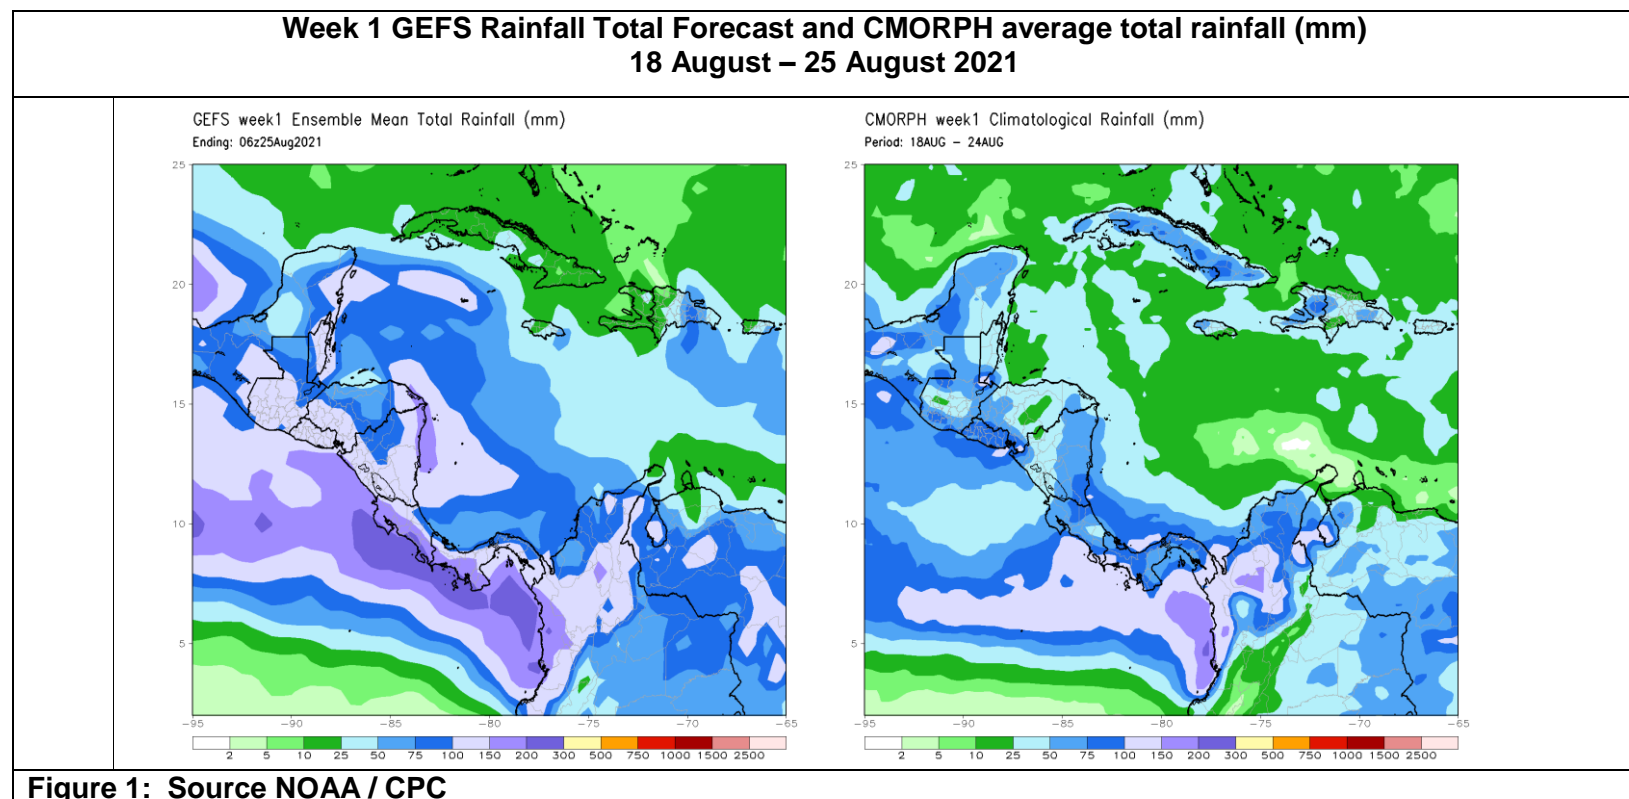 Week 1 GEFS Rainfall Total Forecast and CMORPH average total rainfall (mm)
18 August – 25 August 2021
GEFS week1 Ensemble Mean Total Rainfall (mm)
Ending: 06z25Aug2021
25
20
15
10
5
-95 -90 -85 -80 -75 -70 -65
2 5 10 25 50 75 100 150 200 300 500 750 1000 1500 2500
CMORPH week1 Climatological Rainfall (mm)
Period: 18AUG - 24AUG
25
20
15
10
5
-95 -90 -85 -80 -75 -70 -65
2 5 10 25 50 75 100 150 200 300 500 750 1000 1500 2500
Figure 1: Source NOAA / CPC